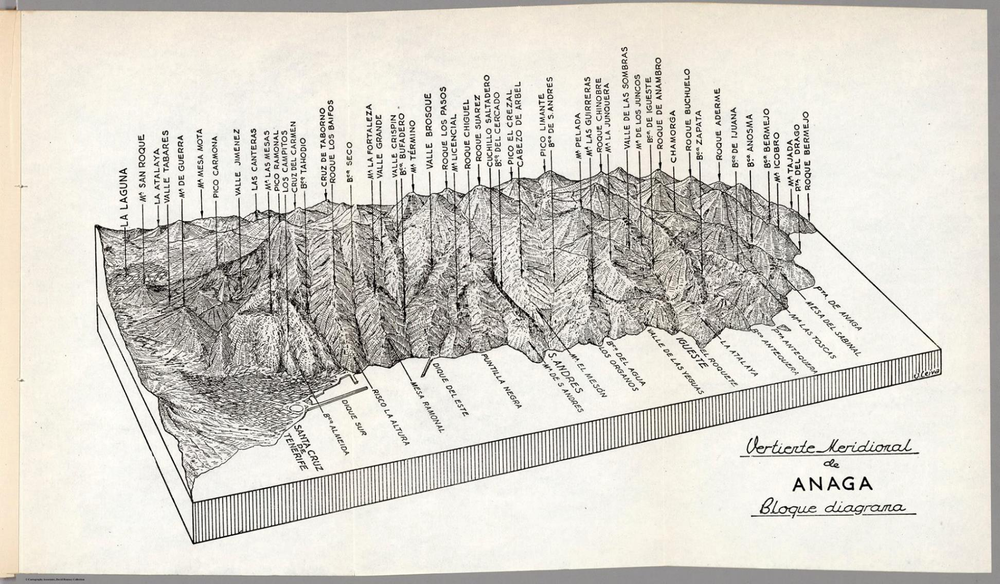 LA LAGUNA
Mª SAN ROQUE
LA ATALAYA
VALLE TABARES
Mª DE GUERRA
Mª MESA MOTA
PICO CARMONA
VALLE JIMENEZ
LAS CANTERAS
Mª LAS MESAS
PICO RAMONAL
LOS CAMPITOS
CRUZ DEL CARMEN
Bcº TAHODIO
CRUZ DE TABORNO
ROQUE LOS BAIFOS
Bcº SECO
Mª LA FORTALEZA
VALLE GRANDE
VALLE CRISPIN
Bcº BUFADERO
Mª TÉRMINO
VALLE BROSQUE
ROQUE LOS PASOS
Mª LICENCIAL
ROQUE CHIGUEL
ROQUE SUAREZ
CUCHILLO SALTADERO
Bcº DEL CERCADO
PICO EL CREZAL
CABEZO DE ARBEL
PICO LIMANTE
Bcº DE S. ANDRES
Mª PELADA
Mª LAS GUIRRERAS
ROQUE CHINOBRE
Mª LA JUNQUERA
VALLE DE LAS SOMBRAS
Mª DE LOS JUNCOS
Bcº DE IGUESTE
ROQUE DE ANAMBRO
CHAMORGA
ROQUE BUCHUELO
Bcº ZAPATA
ROQUE ADERME
Bcº DE IJUANA
Bcº ANOSMA
Bcº BERMEJO
Mª ICOBRO
Mª TAJADA
Pta DEL DRAGO
ROQUE BERMEJO
PTA. DE ANAGA
MESA DEL SABINAL
Mª LAS TOSCAS
PTA ANTEQUERA
Bco ANTEQUERA
LA ATALAYA
EL ROQUETE
IGUESTE
VALLE DE LAS YEGUAS
Bco DEL AGUA
LOS ORGANOS
Mª EL MESÓN
S. ANDRES
Mª DE S ANDRES
PUNTILLA NEGRA
DIQUE DEL ESTE
MESA RAMONAL
RISCO LA ALTURA
DIQUE SUR
Bco ALMEIDA
SANTA CRUZ
DE
TENERIFE
J. Leiva
Vertiente Meridional
de
ANAGA
Bloque diagrama
© Cartography Associates, David Rumsey Collection